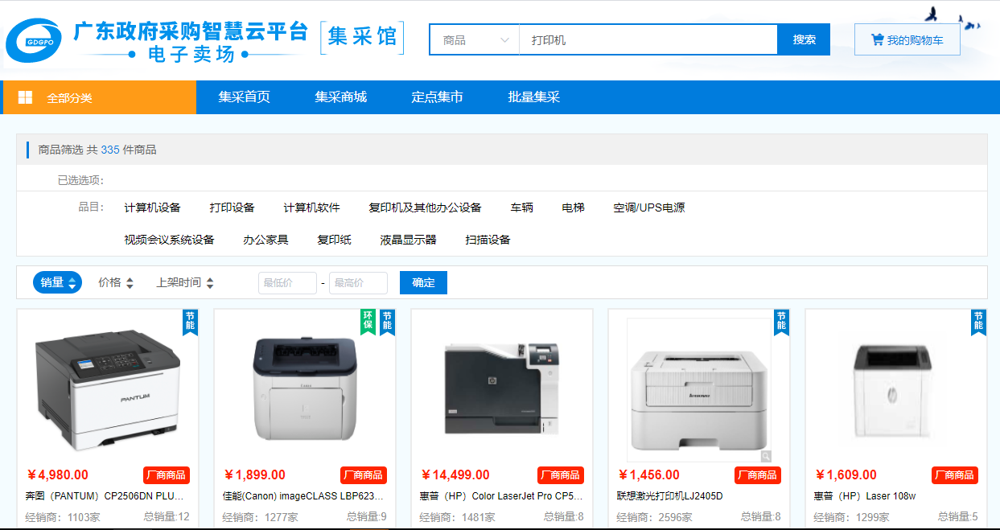 GDGPO
广东政府采购智慧云平台
电子卖场
集采馆
商品
打印机
搜索
我的购物车
全部分类
集采首页
集采商城
定点集市
批量集采
商品筛选 共 335 件商品
已选选项：
品目： 计算机设备 打印设备 计算机软件 复印机及其他办公设备 车辆 电梯 空调/UPS电源
视频会议系统设备 办公家具 复印纸 液晶显示器 扫描设备
销量 价格 上架时间 最低价 - 最高价 确定
节能
PANTUM
￥4,980.00 厂商商品
奔图（PANTUM）CP2506DN PLU...
经销商：1103家 总销量:12
环保
节能
Canon
￥1,899.00 厂商商品
佳能(Canon) imageCLASS LBP623...
经销商：1277家 总销量:9
hp
￥14,499.00 厂商商品
惠普（HP）Color LaserJet Pro CP5...
经销商：1481家 总销量:8
节能
lenovo
￥1,456.00 厂商商品
联想激光打印机LJ2405D
经销商：2596家 总销量:8
节能
hp
￥1,609.00 厂商商品
惠普（HP）Laser 108w
经销商：1299家 总销量:5